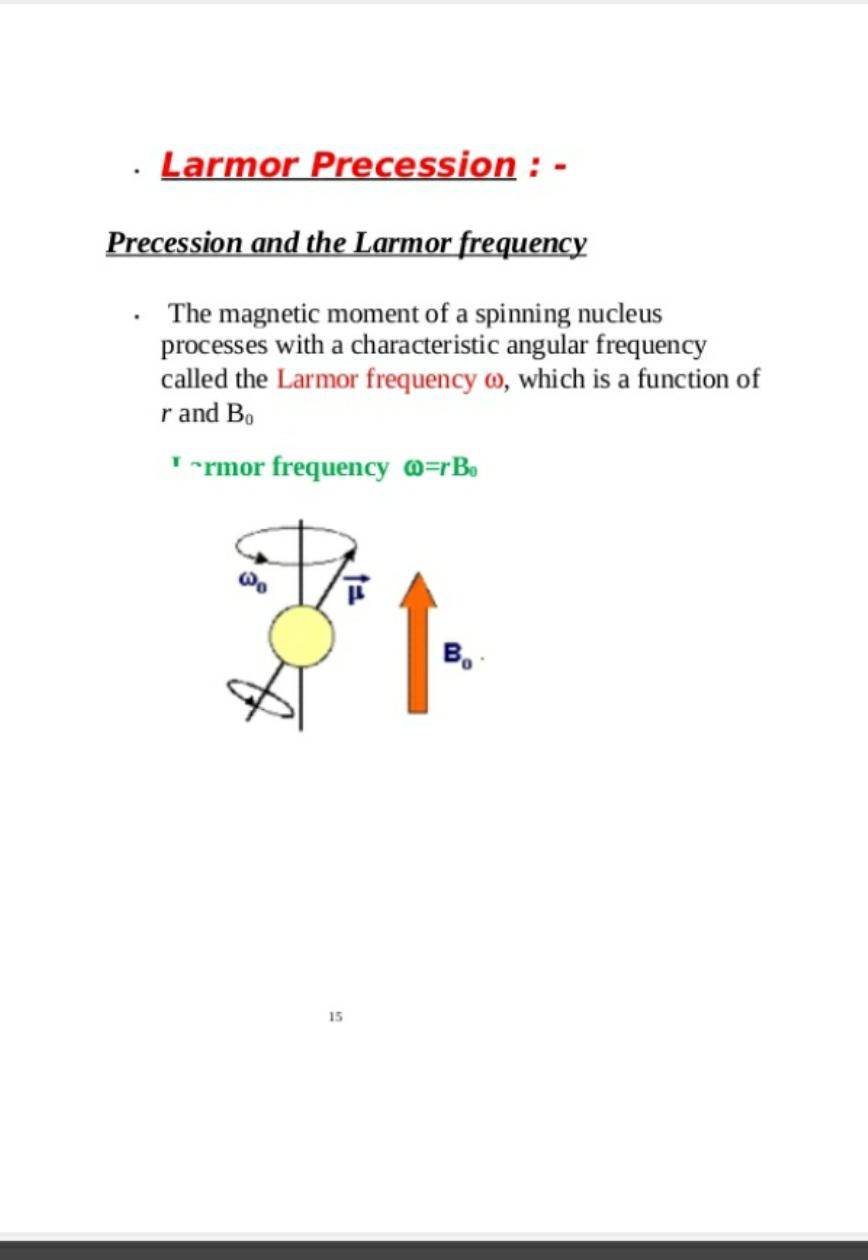 · Larmor Precession : -
Precession and the Larmor frequency
· The magnetic moment of a spinning nucleus
processes with a characteristic angular frequency
called the Larmor frequency ω, which is a function of
r and B₀
frequency ω=rB₀
ω₀
μ
B₀ .
15